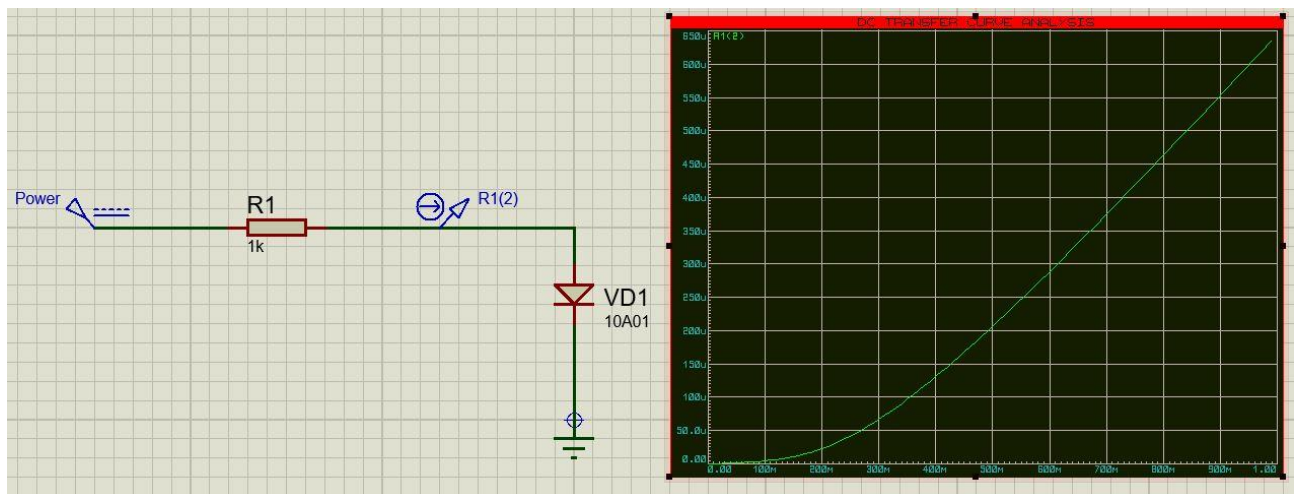 Power
R1
1k
R1(2)
VD1
10A01
DC TRANSFER CURVE ANALYSIS
R1(2)
650u
600u
550u
500u
450u
400u
350u
300u
250u
200u
150u
100u
50.0u
0.00
0.00 100m 200m 300m 400m 500m 600m 700m 800m 900m 1.00